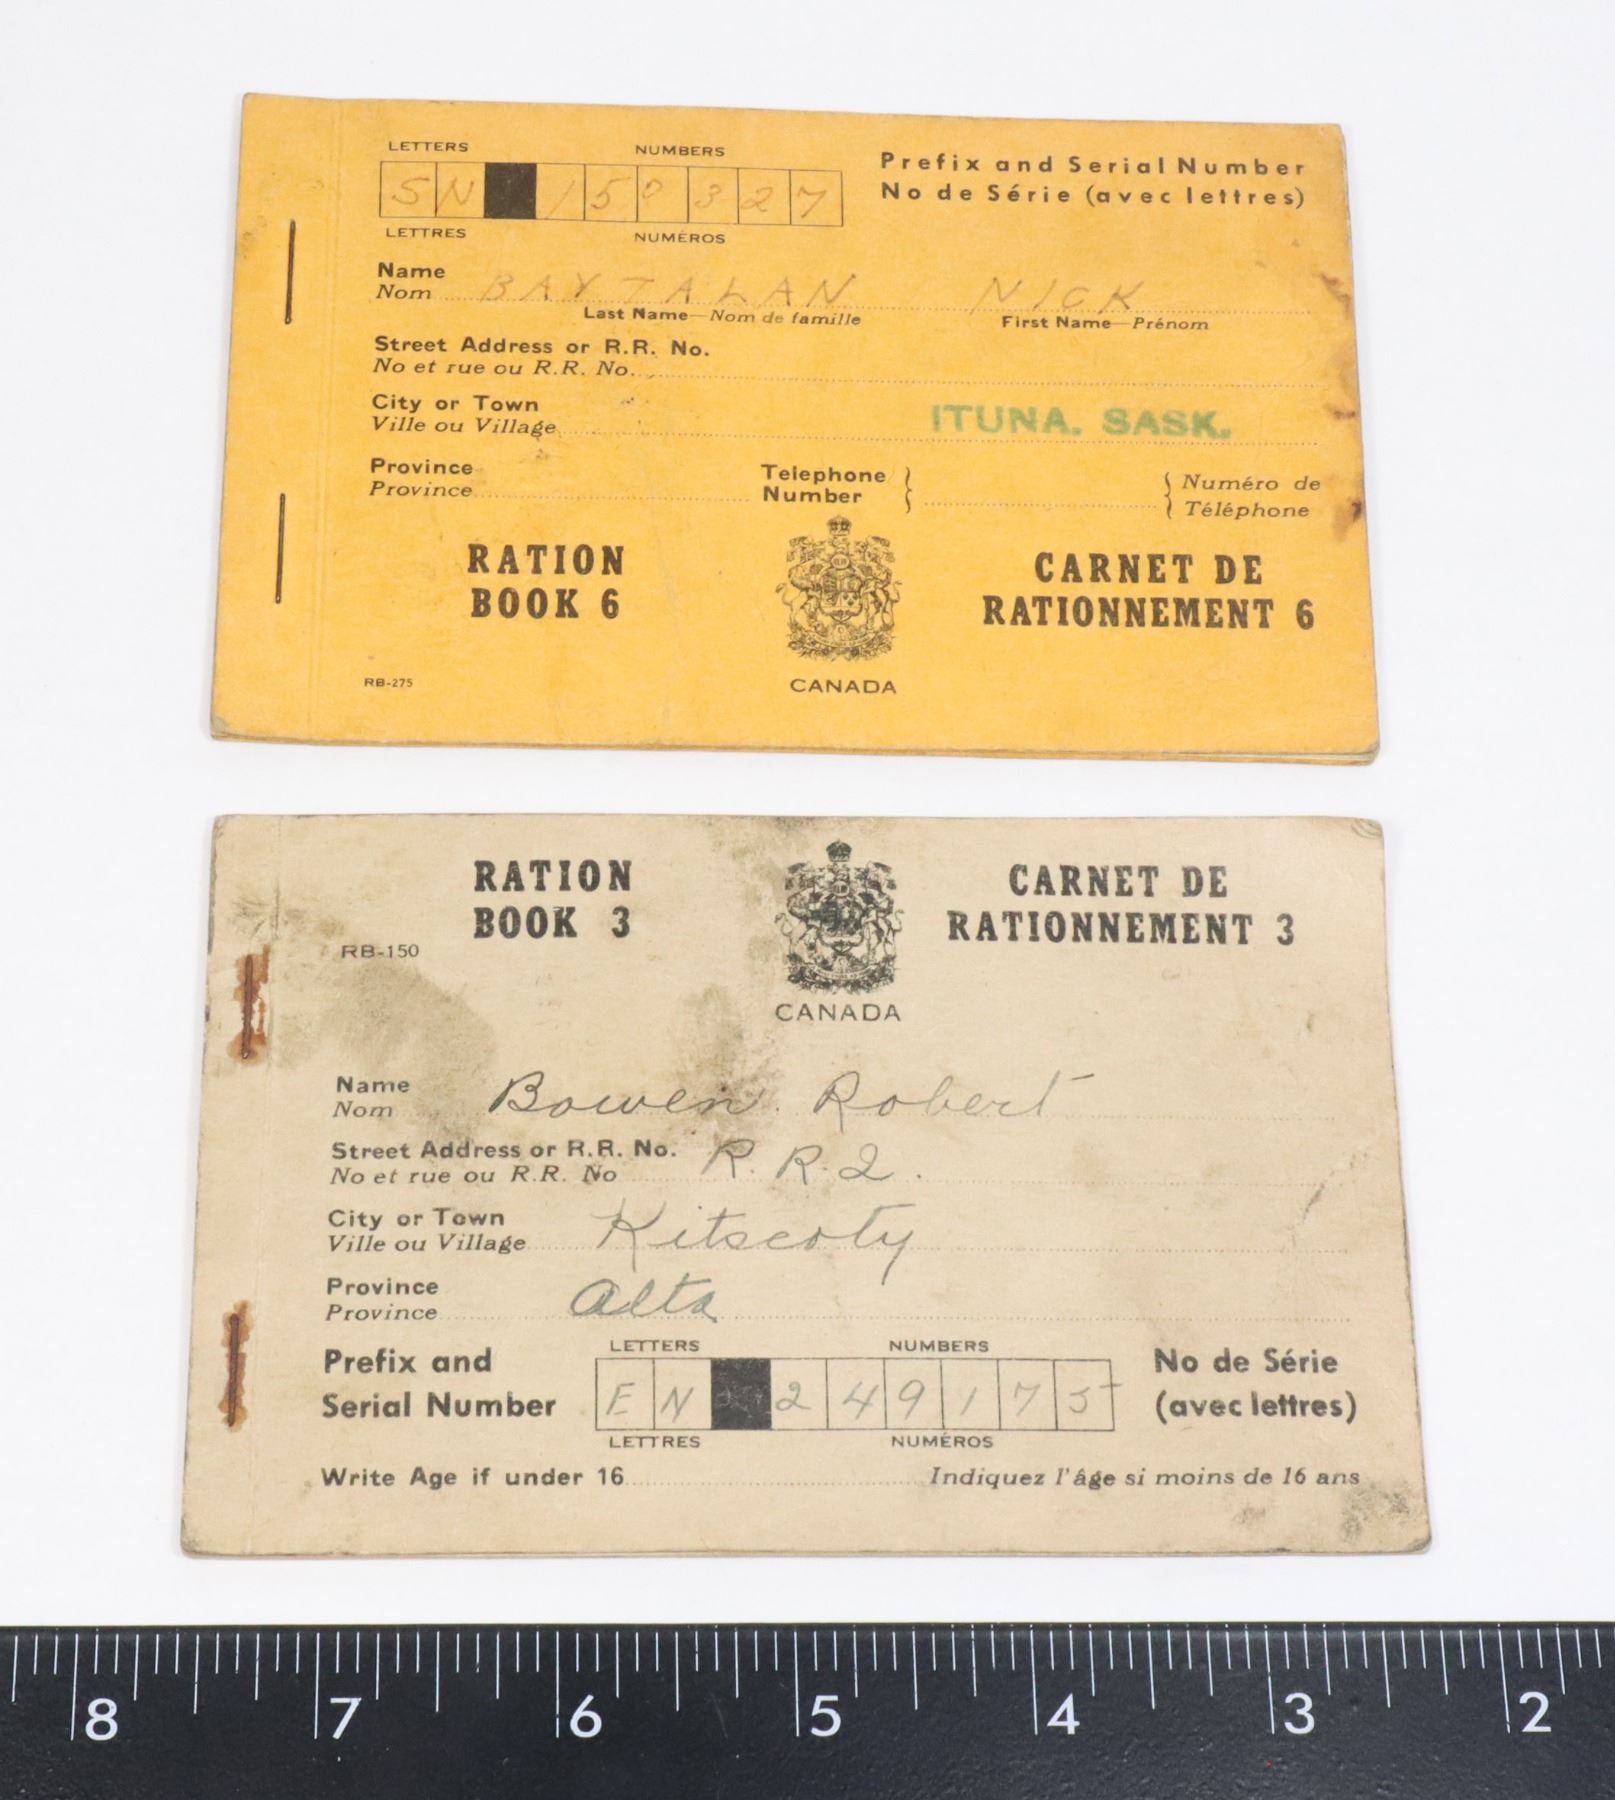 LETTERS NUMBERS
SN 150327
LETTRES NUMÉROS
Prefix and Serial Number
No de Série (avec lettres)
Name BAYTALAN NICK
Nom
Last Name—Nom de famille First Name—Prénom
Street Address or R.R. No.
No et rue ou R.R. No.
City or Town ITUNA. SASK.
Ville ou Village
Province Telephone Numéro de
Province Number Téléphone
RATION CARNET DE
BOOK 6 RATIONNEMENT 6
RB-275 CANADA
RATION CARNET DE
BOOK 3 RATIONNEMENT 3
RB-150
CANADA
Name Bowen Robert
Nom
Street Address or R.R. No. R.R.2.
No et rue ou R.R. No
City or Town Kitscoty
Ville ou Village
Province Alta
Province
LETTERS NUMBERS
Prefix and No de Série
Serial Number EN 249175 (avec lettres)
LETTRES NUMÉROS
Write Age if under 16 Indiquez l'âge si moins de 16 ans
8 7 6 5 4 3 2